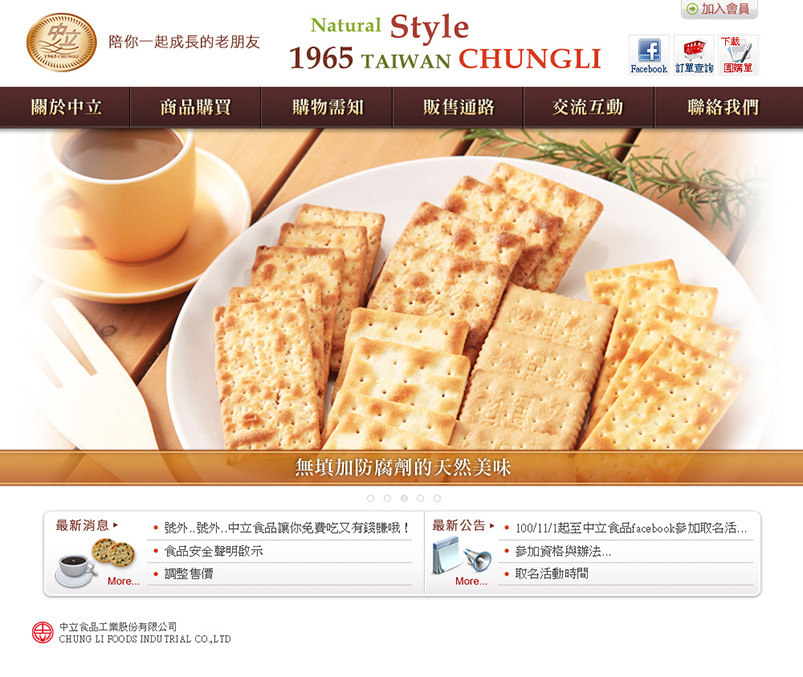 中立
1965 CHUNGLI
陪你一起成長的老朋友
Natural Style
1965 TAIWAN CHUNGLI
加入會員
Facebook
訂單查詢
下載
團購單
關於中立
商品購買
購物需知
販售通路
交流互動
聯絡我們
無填加防腐劑的天然美味
最新消息
號外..號外..中立食品讓你免費吃又有錢賺哦！
食品安全聲明啟示
調整售價
More...
最新公告
100/11/1起至中立食品facebook參加取名活...
參加資格與辦法...
取名活動時間
More...
中立食品工業股份有限公司
CHUNG LI FOODS INDUTRIAL CO.,LTD